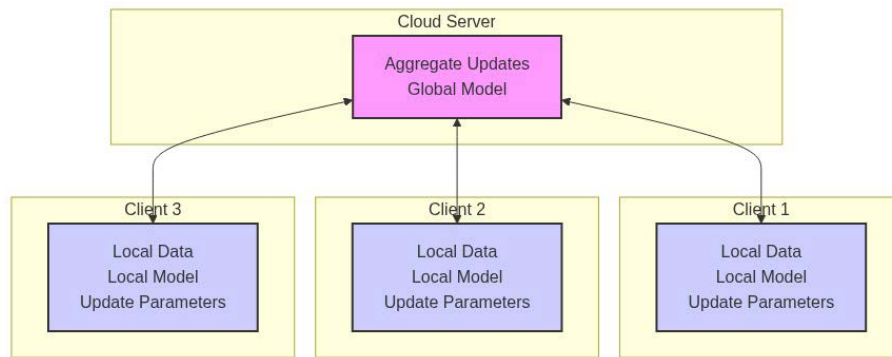 Cloud Server
Aggregate Updates
Global Model
Client 3
Local Data
Local Model
Update Parameters
Client 2
Local Data
Local Model
Update Parameters
Client 1
Local Data
Local Model
Update Parameters